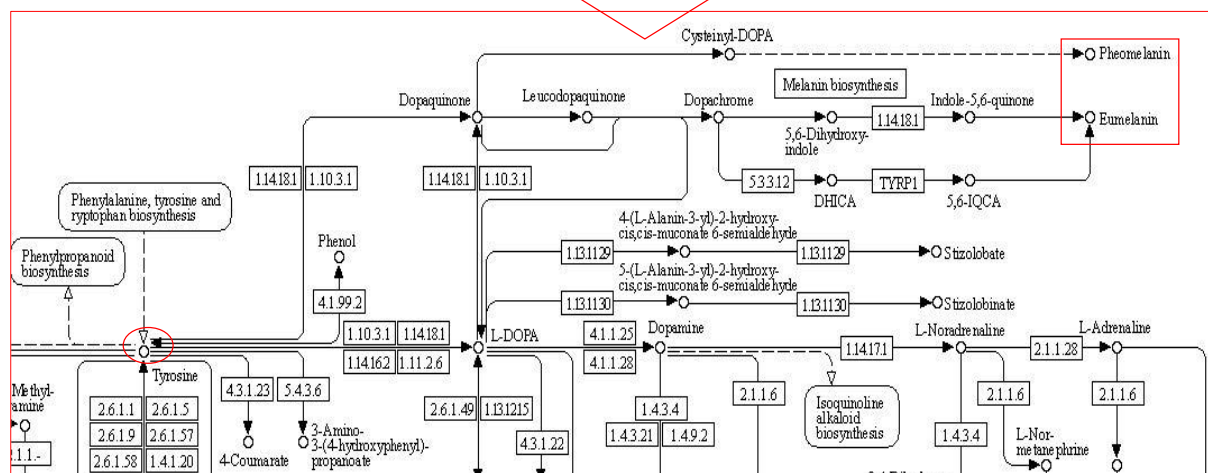 Cysteinyl-DOPA
Pheomelanin
Melanin biosynthesis
Dopaquinone
Leucodopaquinone
Dopachrome
Indole-5,6-quinone
1.14.18.1
Eumelanin
5,6-Dihydroxy-
indole
1.14.18.1
1.10.3.1
1.14.18.1
1.10.3.1
5.3.3.12
TYRP1
DHICA
5,6-IQCA
Phenylalanine, tyrosine and
ryptophan biosynthesis
Phenylpropanoid
biosynthesis
Phenol
4.1.99.2
4-(L-Alanin-3-yl)-2-hydroxy-
cis,cis-muconate 6-semialdehyde
1.13.1129
1.13.1129
Stizolobate
5-(L-Alanin-3-yl)-2-hydroxy-
cis,cis-muconate 6-semialdehyde
1.13.1130
1.13.1130
Stizolobinate
1.10.3.1
1.14.18.1
1.14.16.2
1.11.2.6
L-DOPA
4.1.1.25
4.1.1.28
Dopamine
1.14.17.1
L-Noradrenaline
2.1.1.28
L-Adrenaline
Tyrosine
4.3.1.23
5.4.3.6
Methyl-
amine
2.6.1.1
2.6.1.5
2.6.1.9
2.6.1.57
2.6.1.58
1.4.1.20
4-Coumarate
3-Amino-
3-(4-hydroxyphenyl)-
propanoate
2.6.1.49
1.13.1215
4.3.1.22
1.4.3.4
1.4.3.21
1.4.9.2
2.1.1.6
Isoquinoline
alkaloid
biosynthesis
1.4.3.4
2.1.1.6
2.1.1.6
L-Nor-
metanephrine